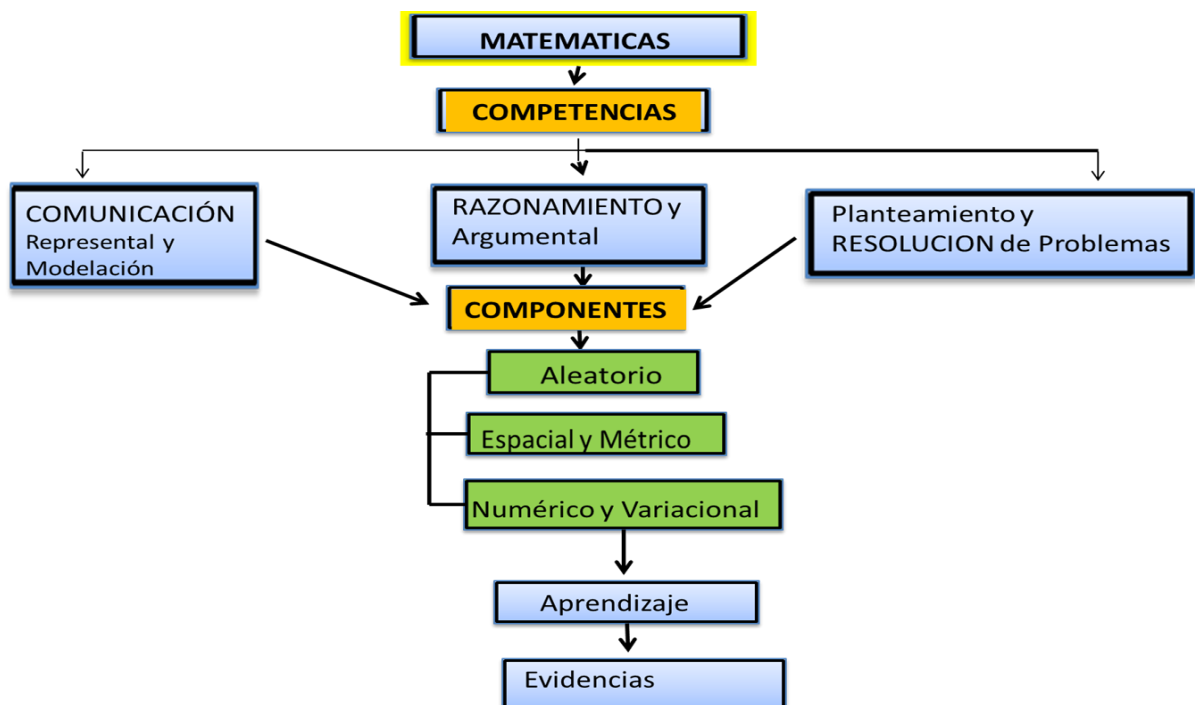 MATEMATICAS
COMPETENCIAS
COMUNICACIÓN
Represental y
Modelación
RAZONAMIENTO y
Argumental
Planteamiento y
RESOLUCION de Problemas
COMPONENTES
Aleatorio
Espacial y Métrico
Numérico y Variacional
Aprendizaje
Evidencias